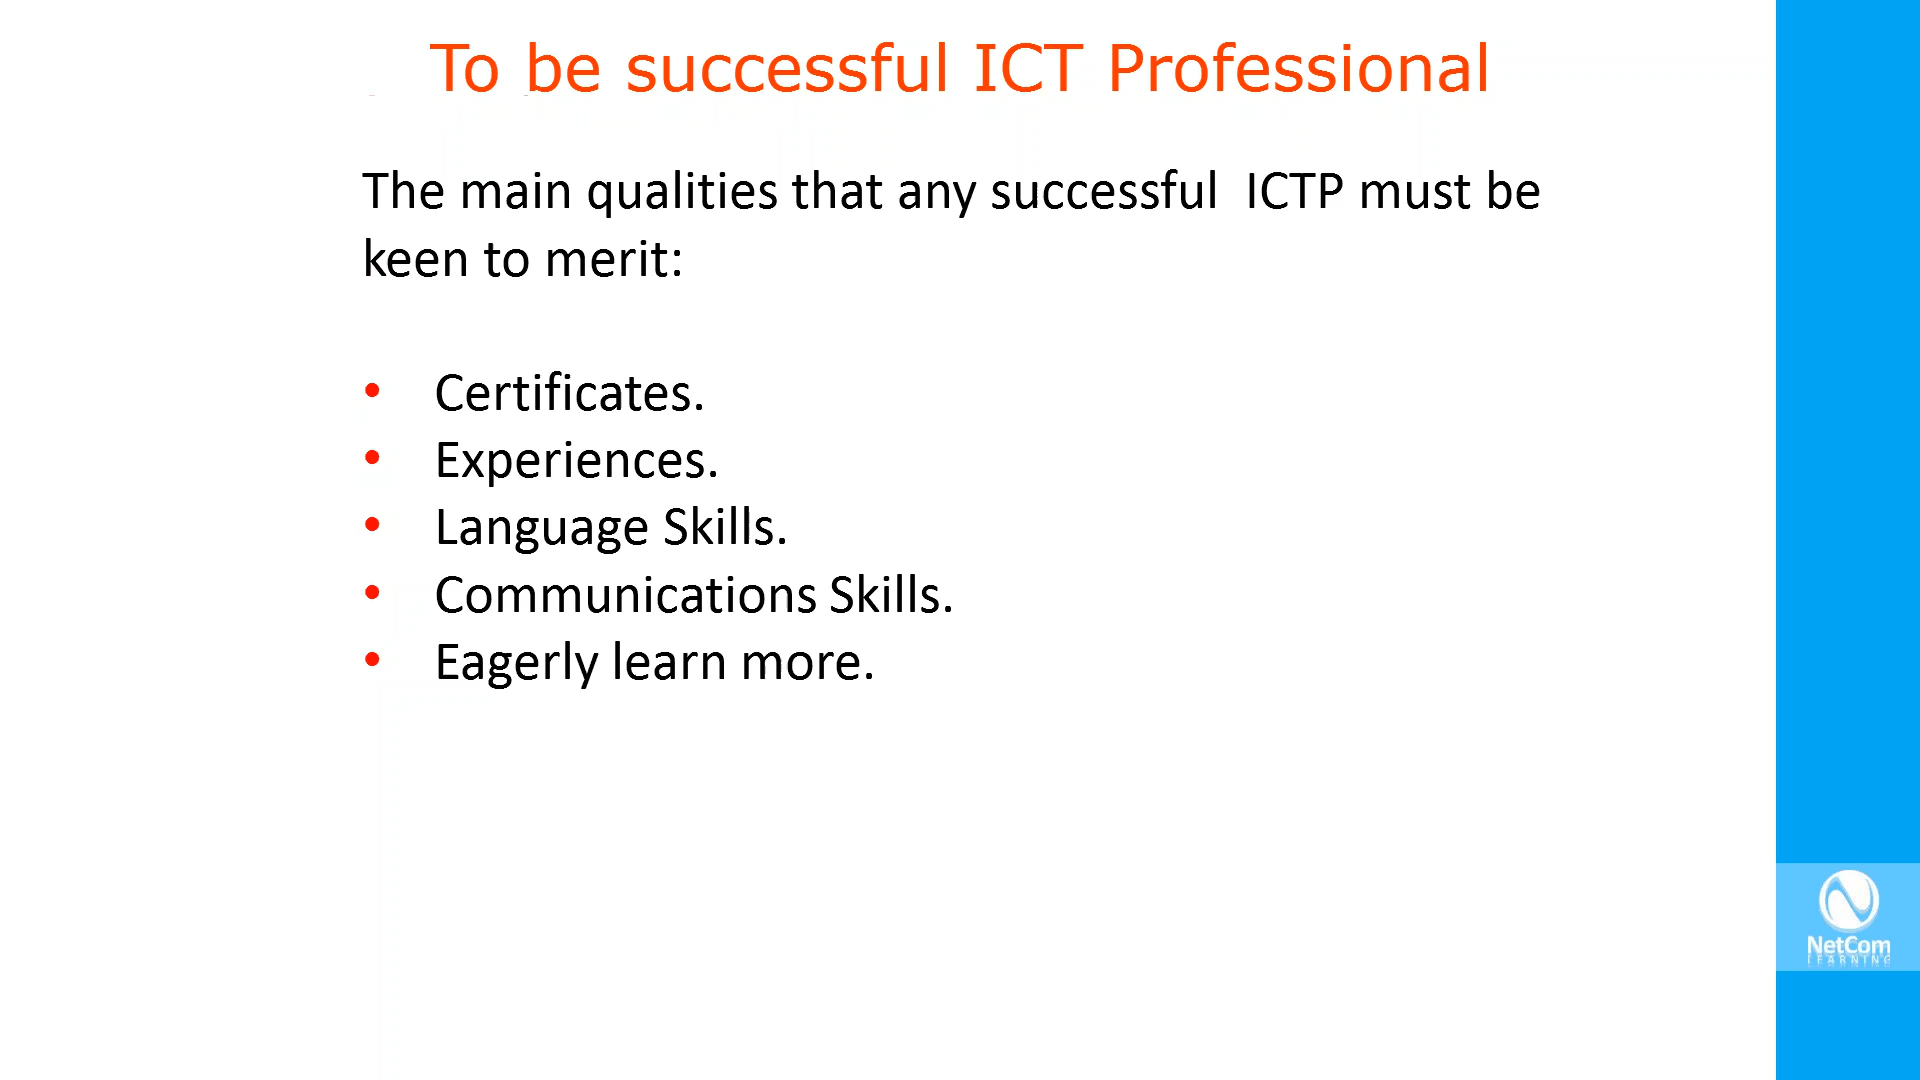 To be successful ICT Professional
The main qualities that any successful ICTP must be
keen to merit:
• Certificates.
• Experiences.
• Language Skills.
• Communications Skills.
• Eagerly learn more.
NetCom
LEARNING